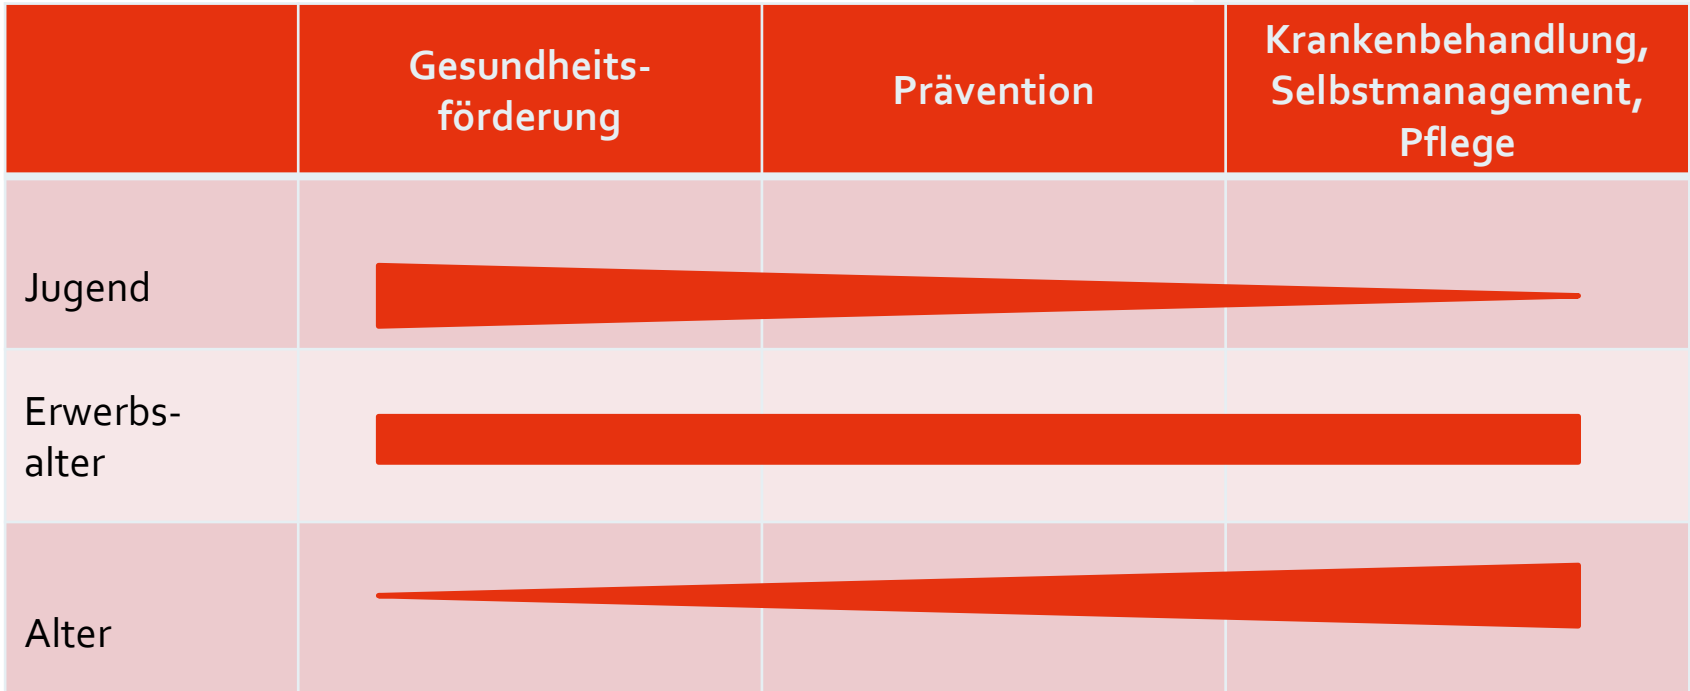 Gesundheits-
förderung
Prävention
Krankenbehandlung,
Selbstmanagement,
Pflege
Jugend
Erwerbs-
alter
Alter